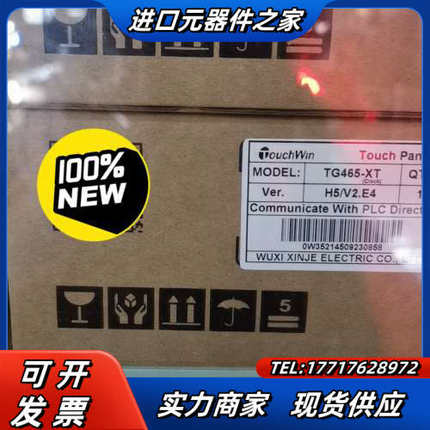 进口元器件之家
100%
NEW
TouchWin Touch Pan
MODEL: TG465-XT QT
(Clock)
Ver. H5/V2.E4 1
Communicate With PLC Direct
0W35214509230858
WUXI XINJE ELECTRIC CO.
5
TEL:17717628972
可开
发票
实力商家 现货供应